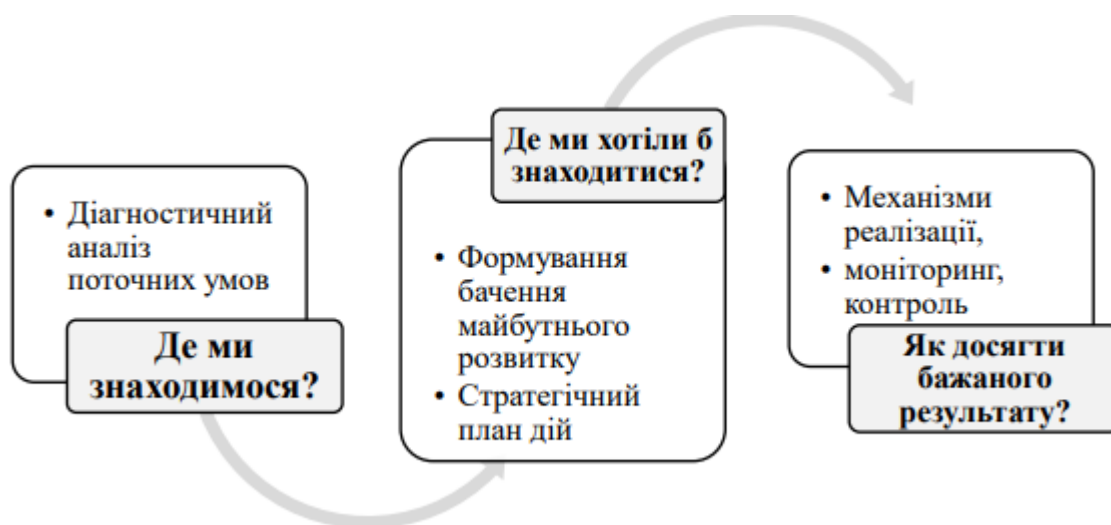 • Діагностичний
аналіз
поточних умов
Де ми
знаходимося?
Де ми хотіли б
знаходитися?
• Формування
бачення
майбутнього
розвитку
• Стратегічний
план дій
• Механізми
реалізації,
• моніторинг,
контроль
Як досягти
бажаного
результату?